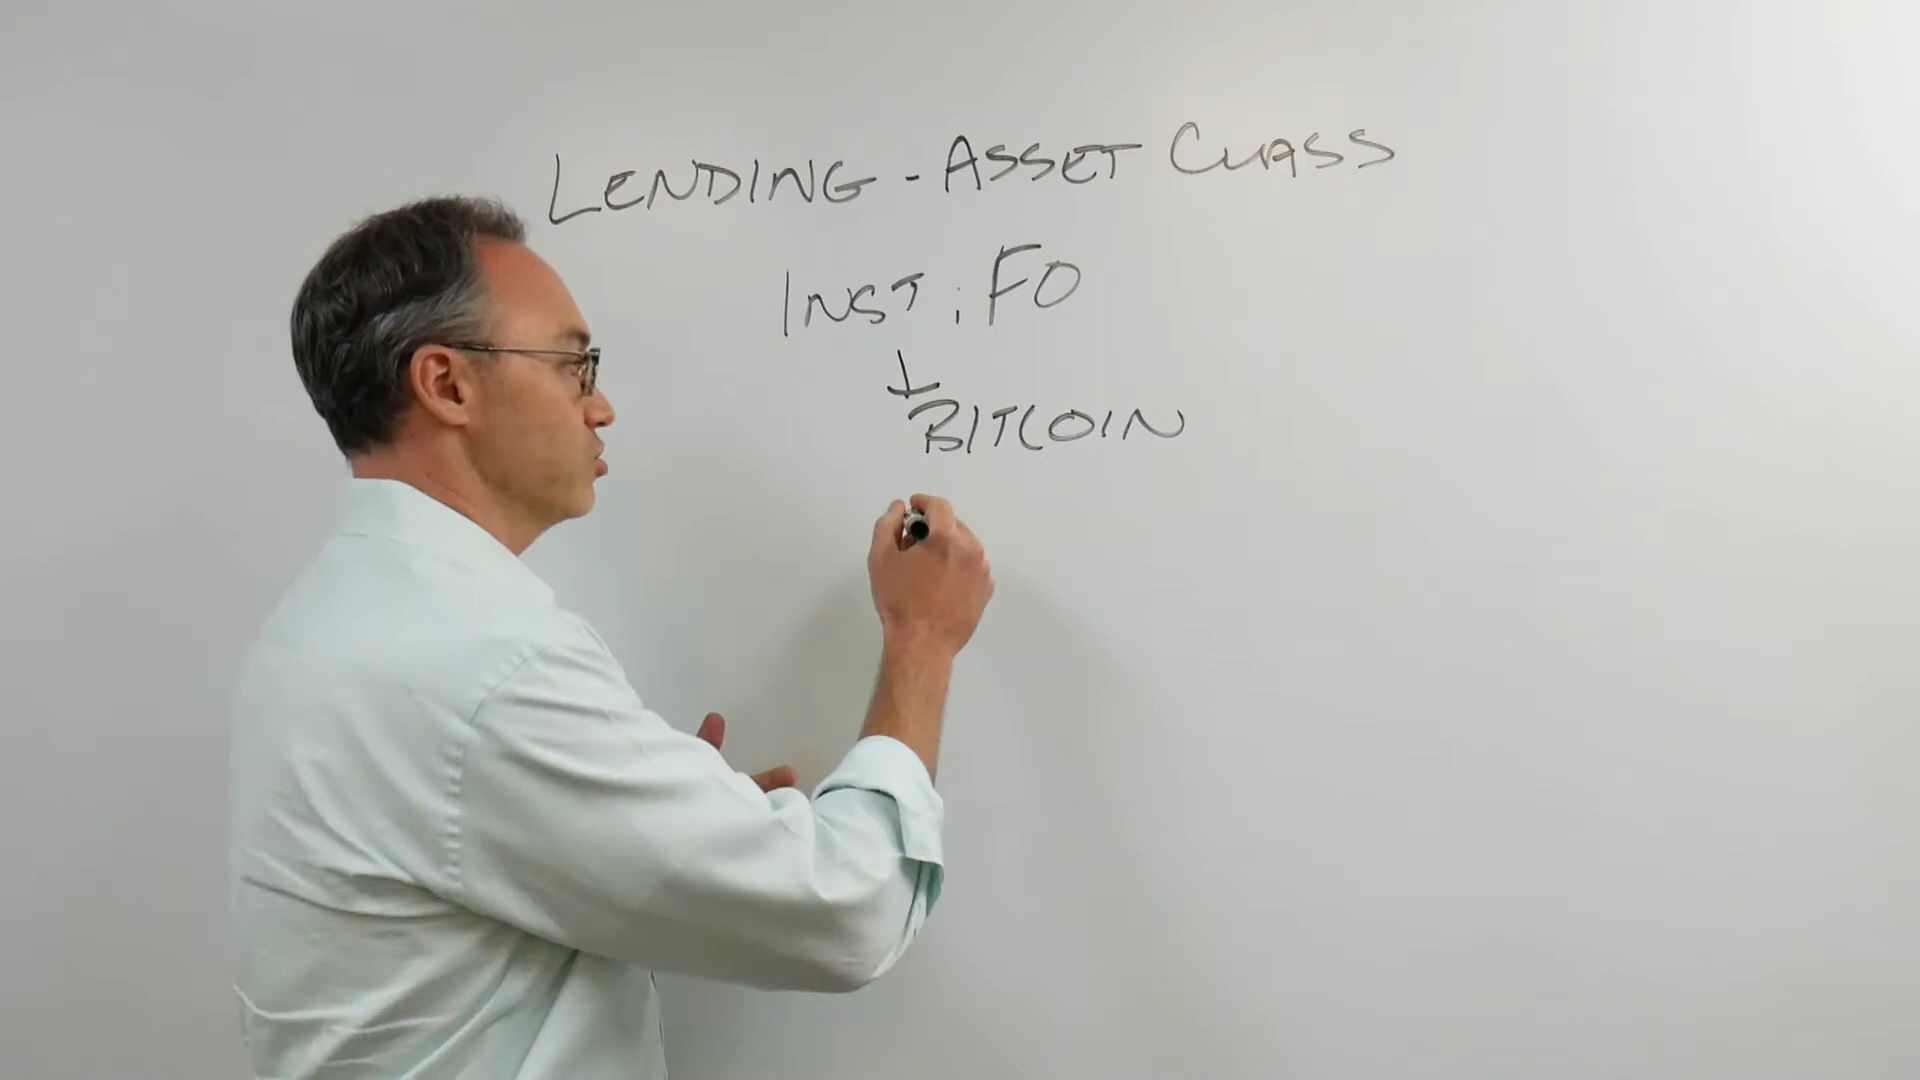 LENDING - ASSET CLASS
INST ; FO
BITCOIN